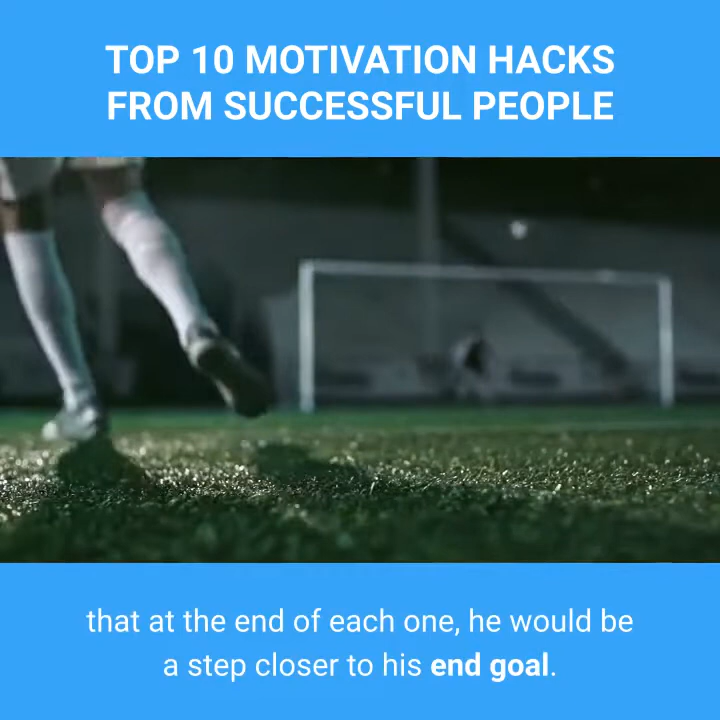 TOP 10 MOTIVATION HACKS
FROM SUCCESSFUL PEOPLE
that at the end of each one, he would be
a step closer to his end goal.